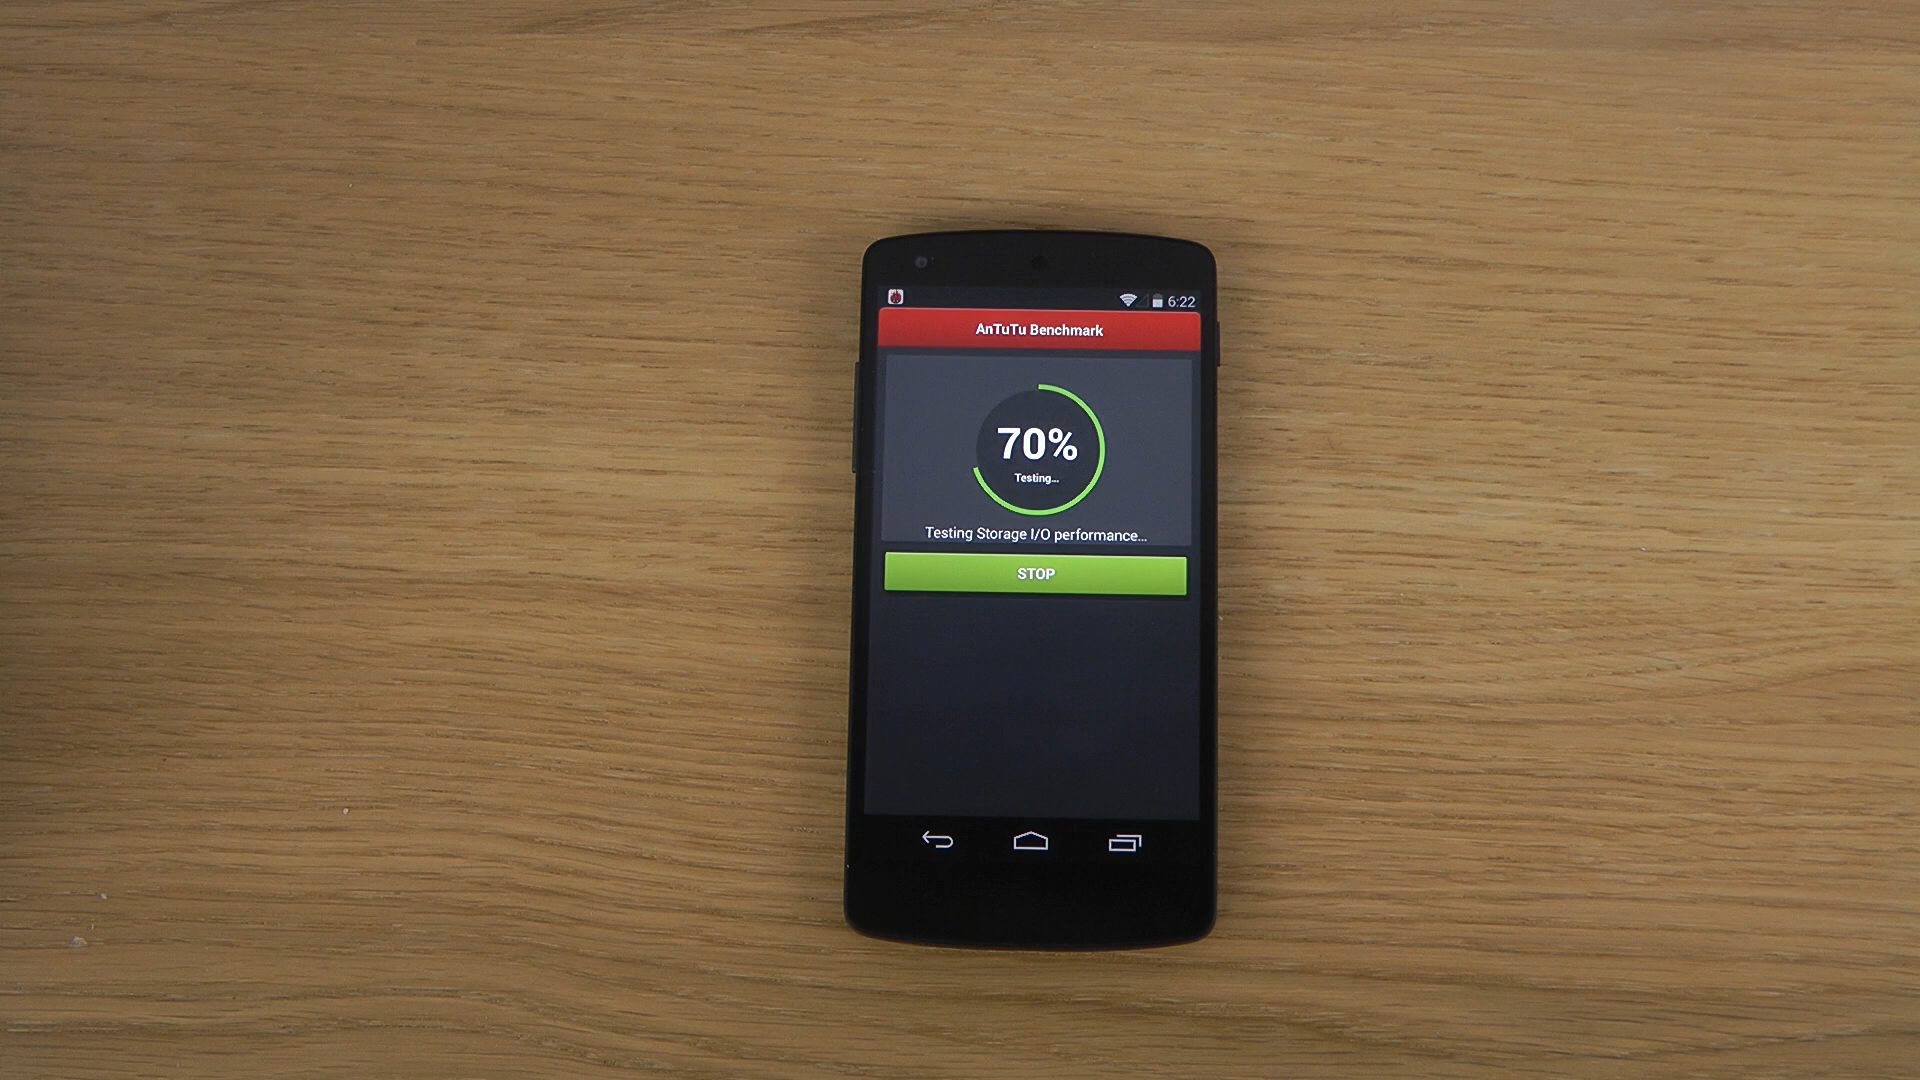 6:22
AnTuTu Benchmark
70%
Testing...
Testing Storage I/O performance...
STOP